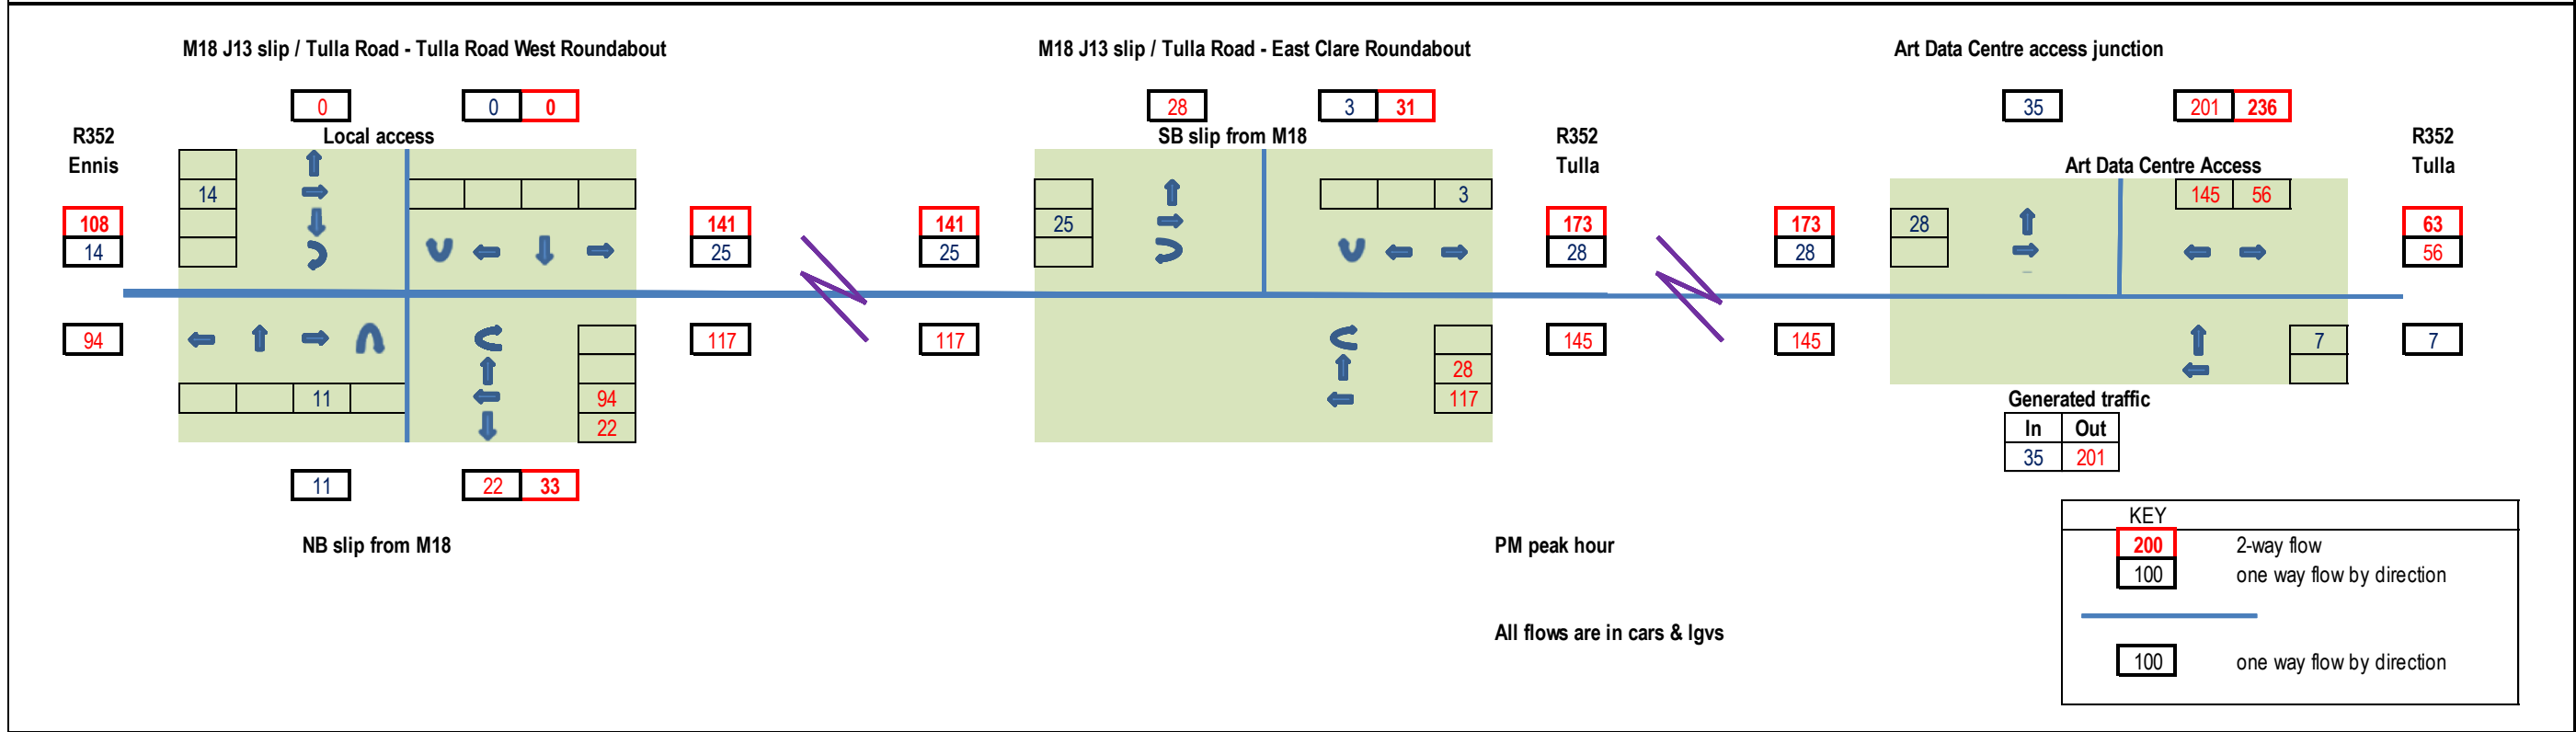 M18 J13 slip / Tulla Road - Tulla Road West Roundabout
M18 J13 slip / Tulla Road - East Clare Roundabout
Art Data Centre access junction
0 0 0 28 3 31 35 201 236
R352 Local access SB slip from M18 R352 R352
Ennis Tulla Art Data Centre Access Tulla
14 3 145 56
108 141 141 25 173 173 28 63
14 25 25 28 28 56
94 117 117 145 145 7 7
28
11 94 117 Generated traffic
22 In Out
35 201
11 22 33
KEY
NB slip from M18 PM peak hour 200 2-way flow
100 one way flow by direction
All flows are in cars & lgvs
100 one way flow by direction